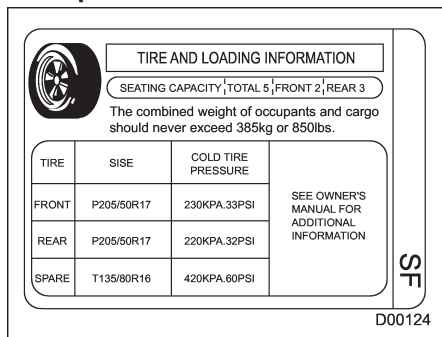 TIRE AND LOADING INFORMATION
SEATING CAPACITY TOTAL 5 FRONT 2 REAR 3
The combined weight of occupants and cargo
should never exceed 385kg or 850lbs.
TIRE SISE COLD TIRE PRESSURE
FRONT P205/50R17 230KPA.33PSI
REAR P205/50R17 220KPA.32PSI
SPARE T135/80R16 420KPA.60PSI
SEE OWNER'S
MANUAL FOR
ADDITIONAL
INFORMATION
SF
D00124